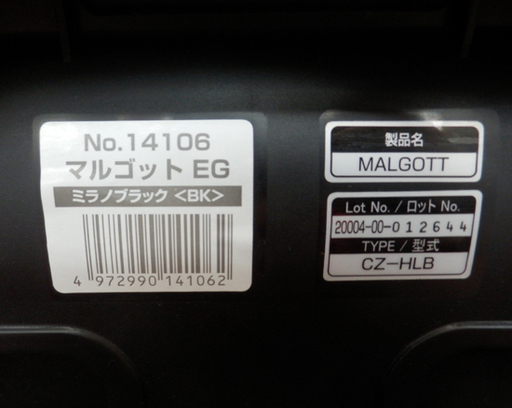 No.14106
マルゴット EG
ミラノブラック <BK>
4 972990 141062
製品名
MALGOTT
Lot No. / ロット No.
20004-00-012644
TYPE / 型式
CZ-HLB